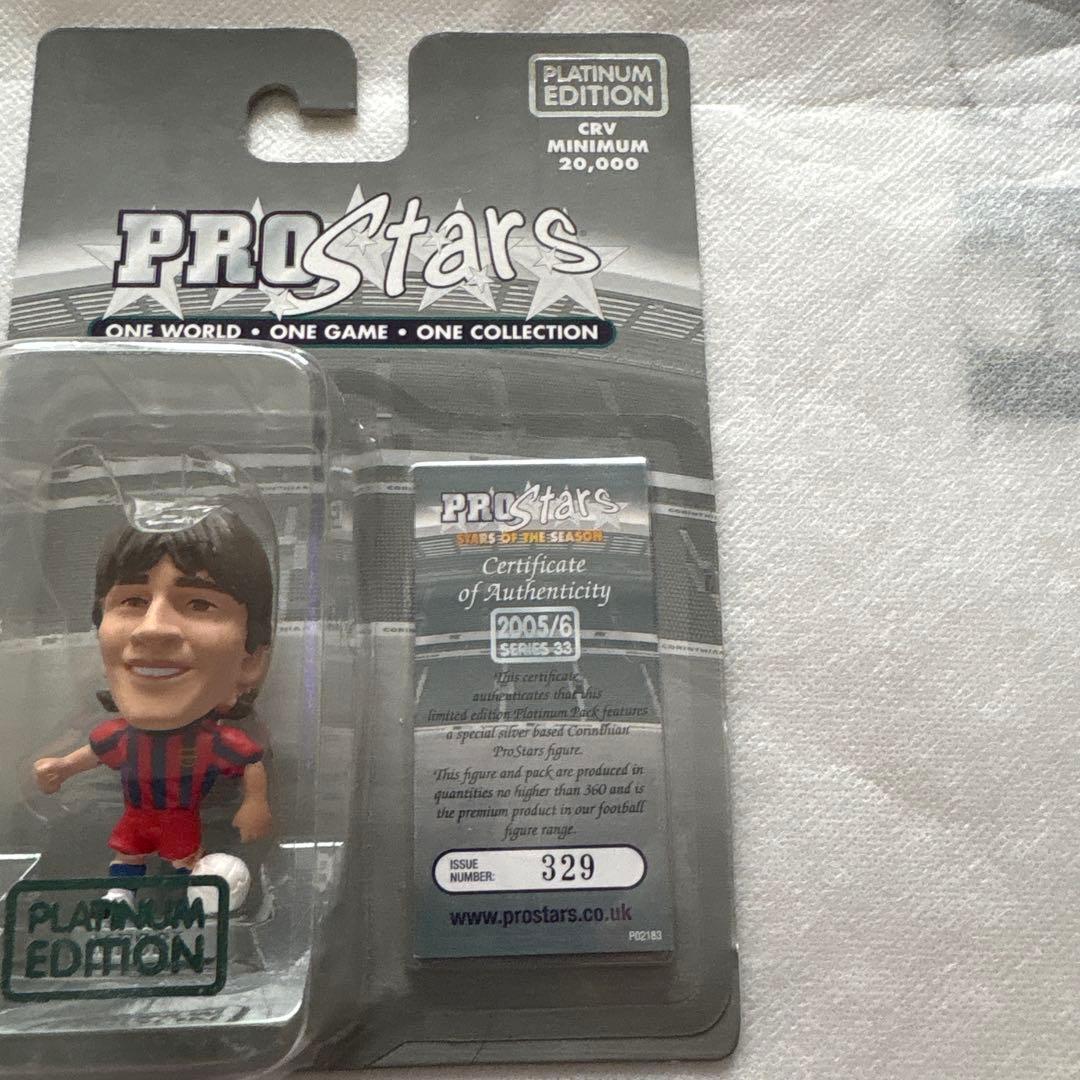 PLATINUM
EDITION
CRV
MINIMUM
20,000
PROStars
ONE WORLD • ONE GAME • ONE COLLECTION
PROStars
STARS OF THE SEASON
Certificate
of Authenticity
2005/6
SERIES 33
This certificate
authenticates that this
limited edition Platinum Pack features
a special silver based Corinthian
ProStars figure.
This figure and pack are produced in
quantities no higher than 360 and is
the premium product in our football
figure range.
ISSUE
NUMBER: 329
www.prostars.co.uk
P02183
PLATINUM
EDITION